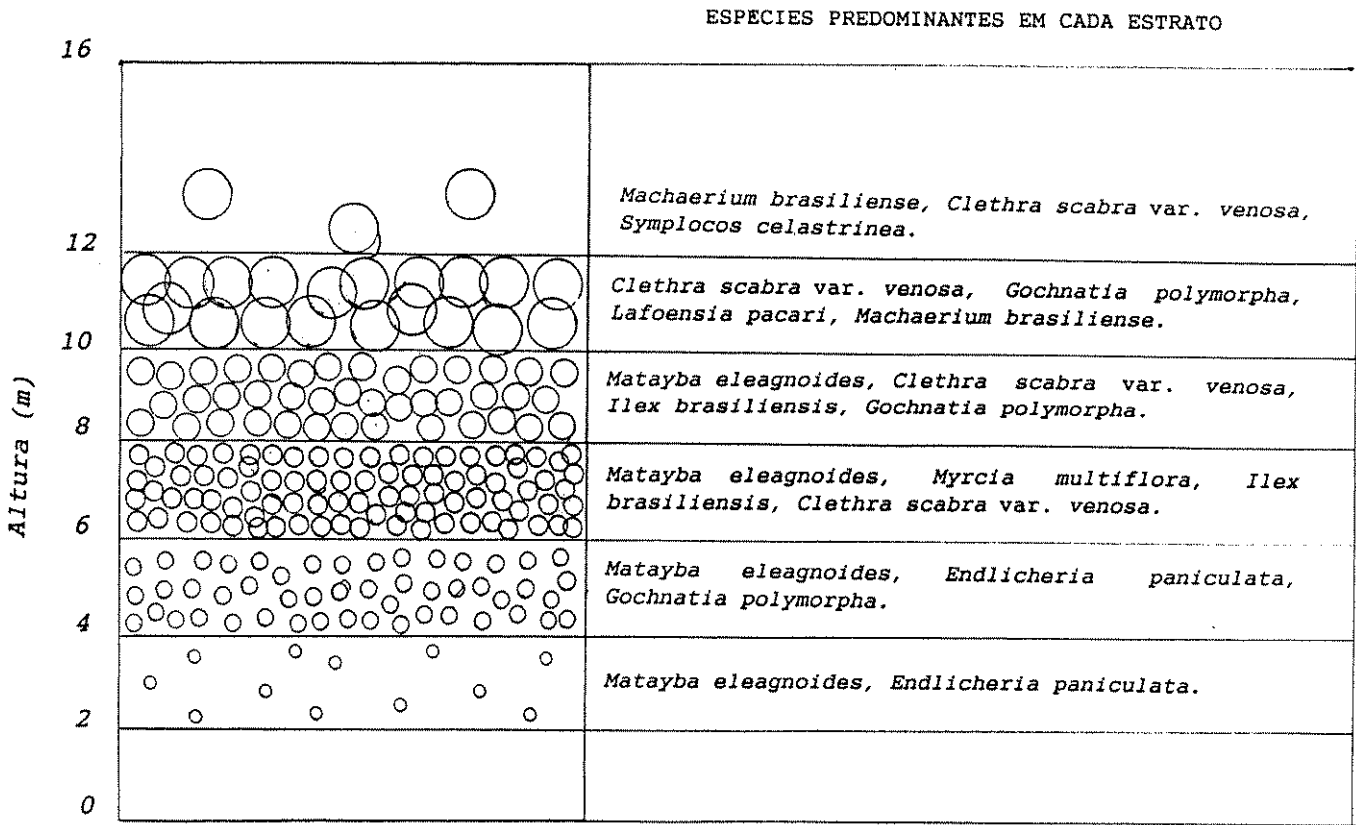 ESPECIES PREDOMINANTES EM CADA ESTRATO
16
Machaerium brasiliense, Clethra scabra var. venosa,
Symplocos celastrinea.
12
Clethra scabra var. venosa, Gochnatia polymorpha,
Lafoensia pacari, Machaerium brasiliense.
10
Matayba eleagnoides, Clethra scabra var. venosa,
Ilex brasiliensis, Gochnatia polymorpha.
8
Matayba eleagnoides, Myrcia multiflora, Ilex
brasiliensis, Clethra scabra var. venosa.
6
Matayba eleagnoides, Endlicheria paniculata,
Gochnatia polymorpha.
4
Matayba eleagnoides, Endlicheria paniculata.
2
0
Altura (m)